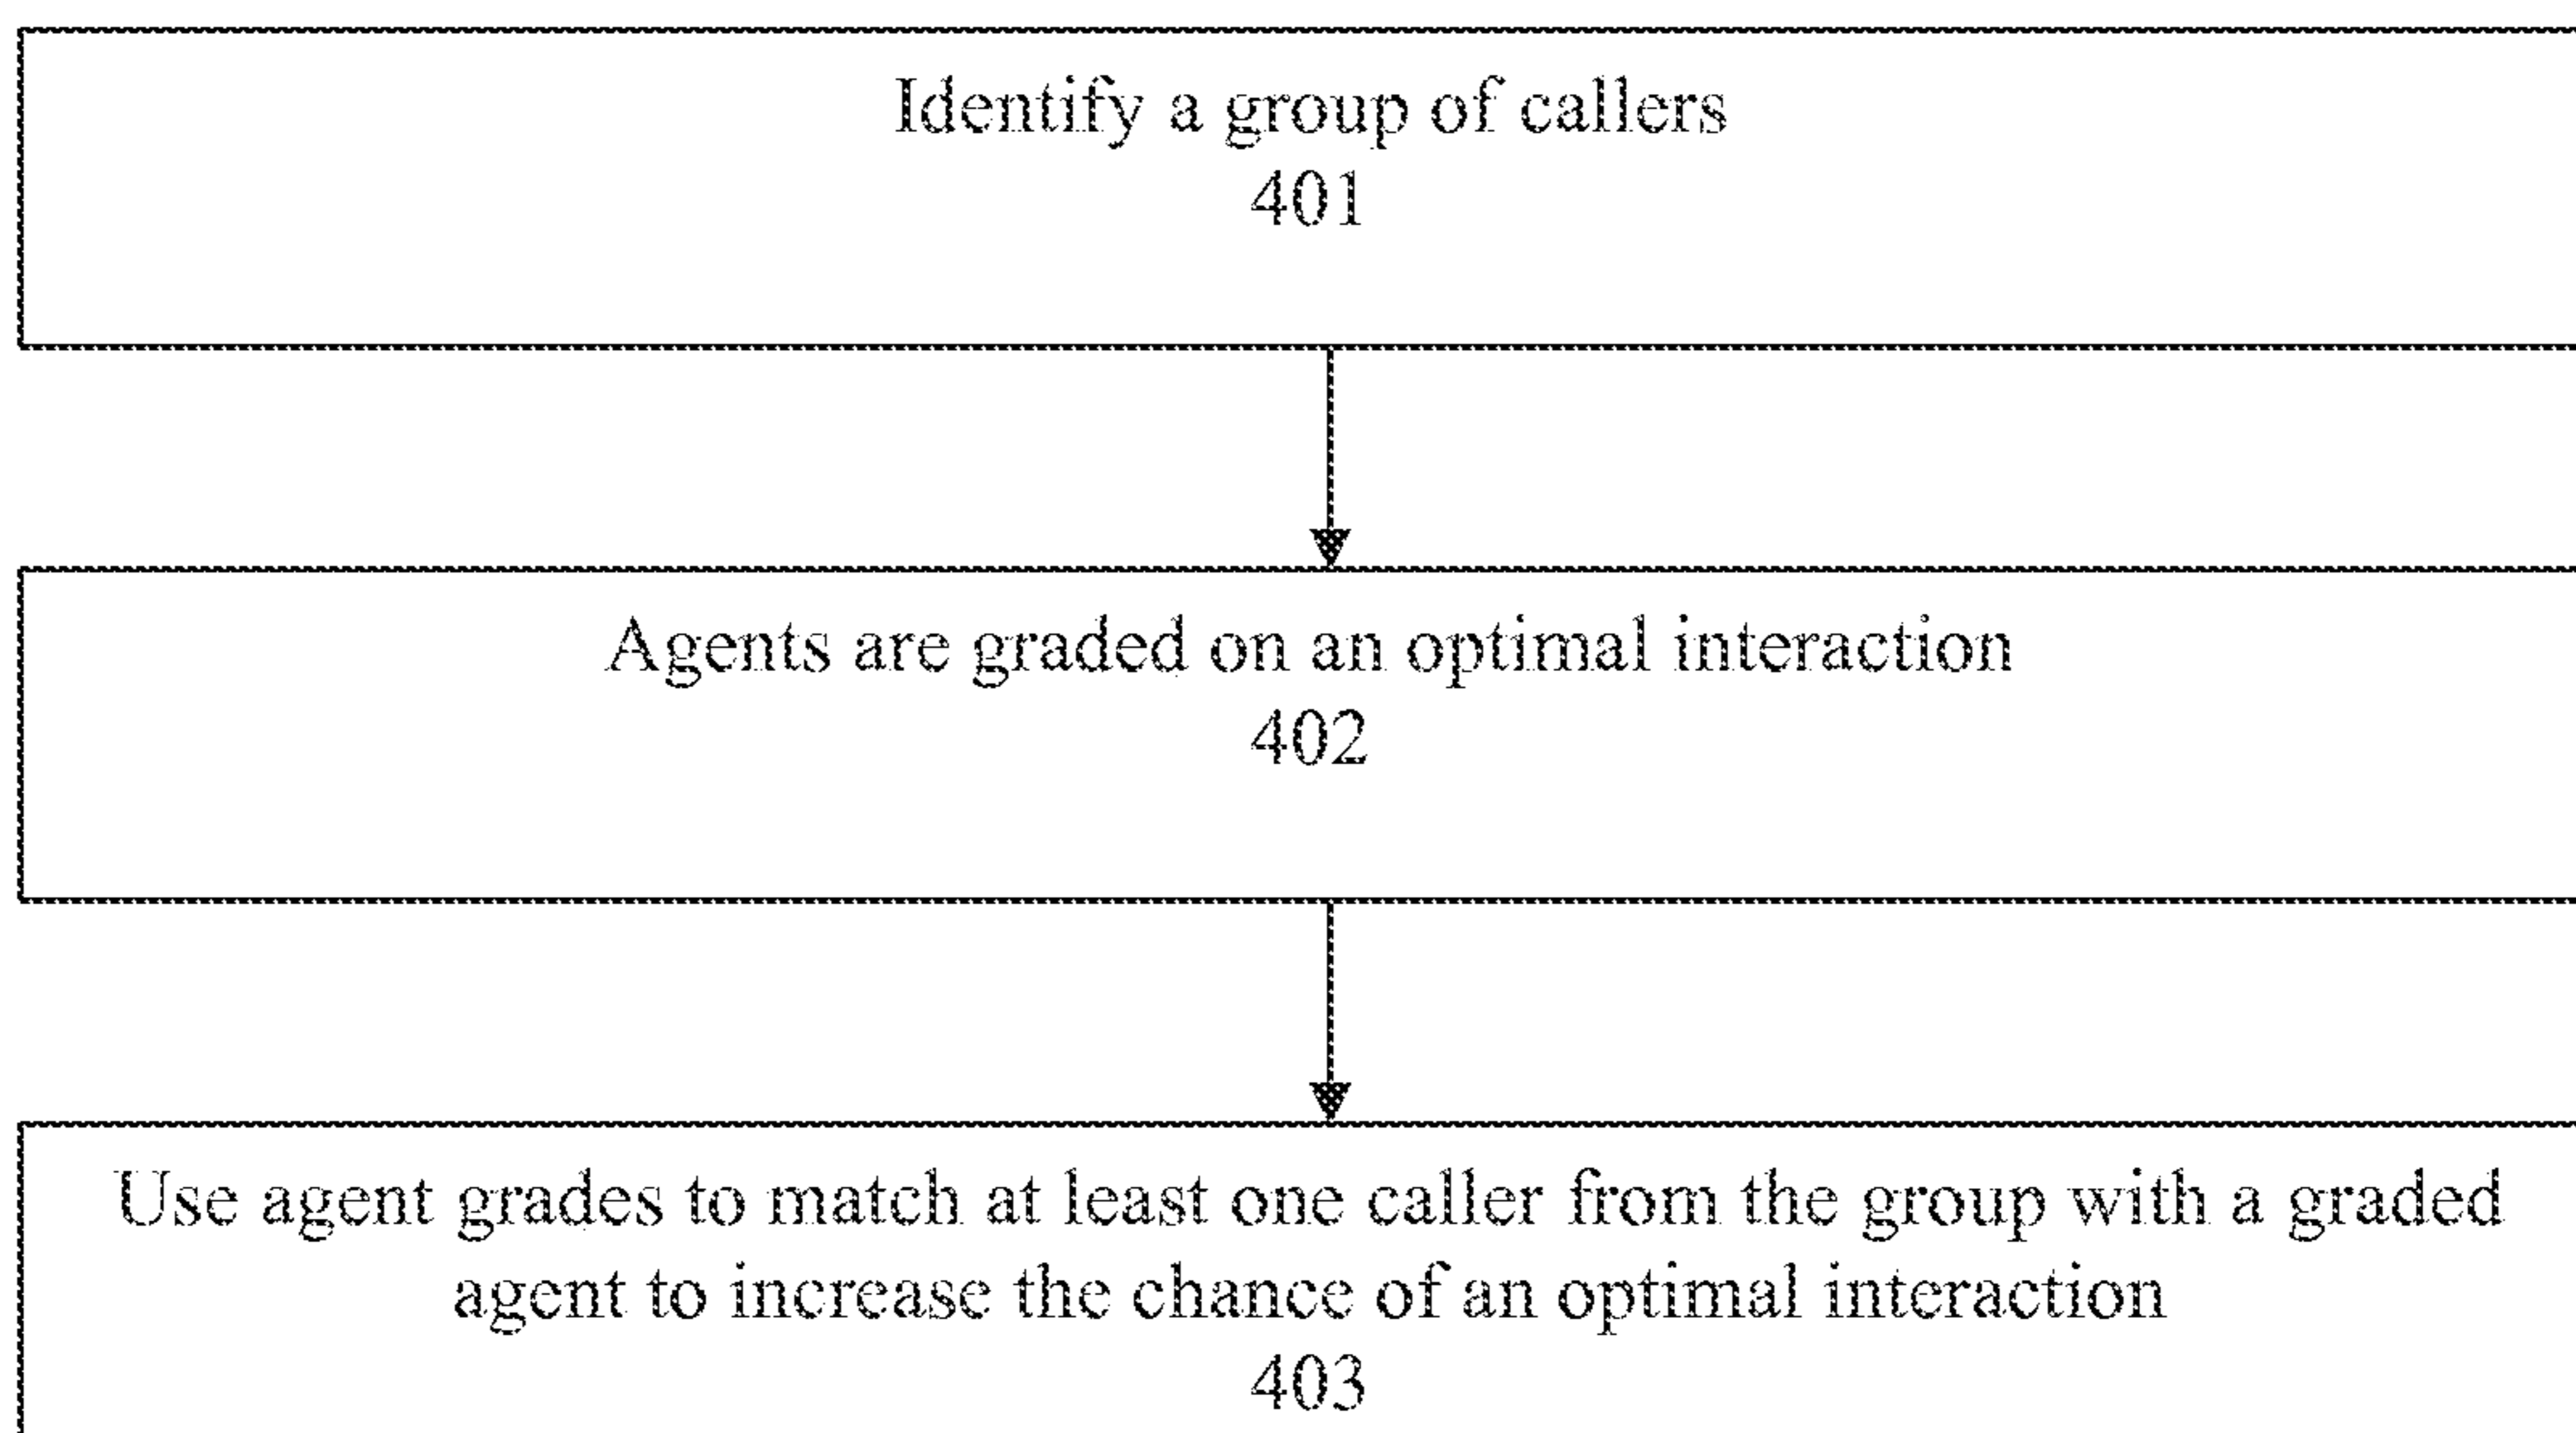 Identify a group of callers
401
Agents are graded on an optimal interaction
402
Use agent grades to match at least one caller from the group with a graded
agent to increase the chance of an optimal interaction
403